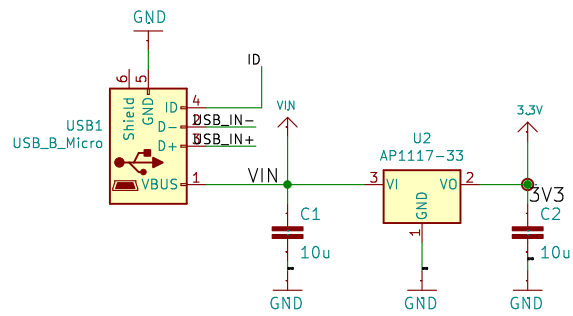 GND
6
5
ID
Shield
GND
ID
4
VIN
3.3V
USB1
USB_B_Micro
D-
2
USB_IN-
D+
3
USB_IN+
U2
AP1117-33
VBUS
1
VIN
3
VI
VO
2
3V3
GND
1
C1
10u
C2
10u
GND
GND
GND